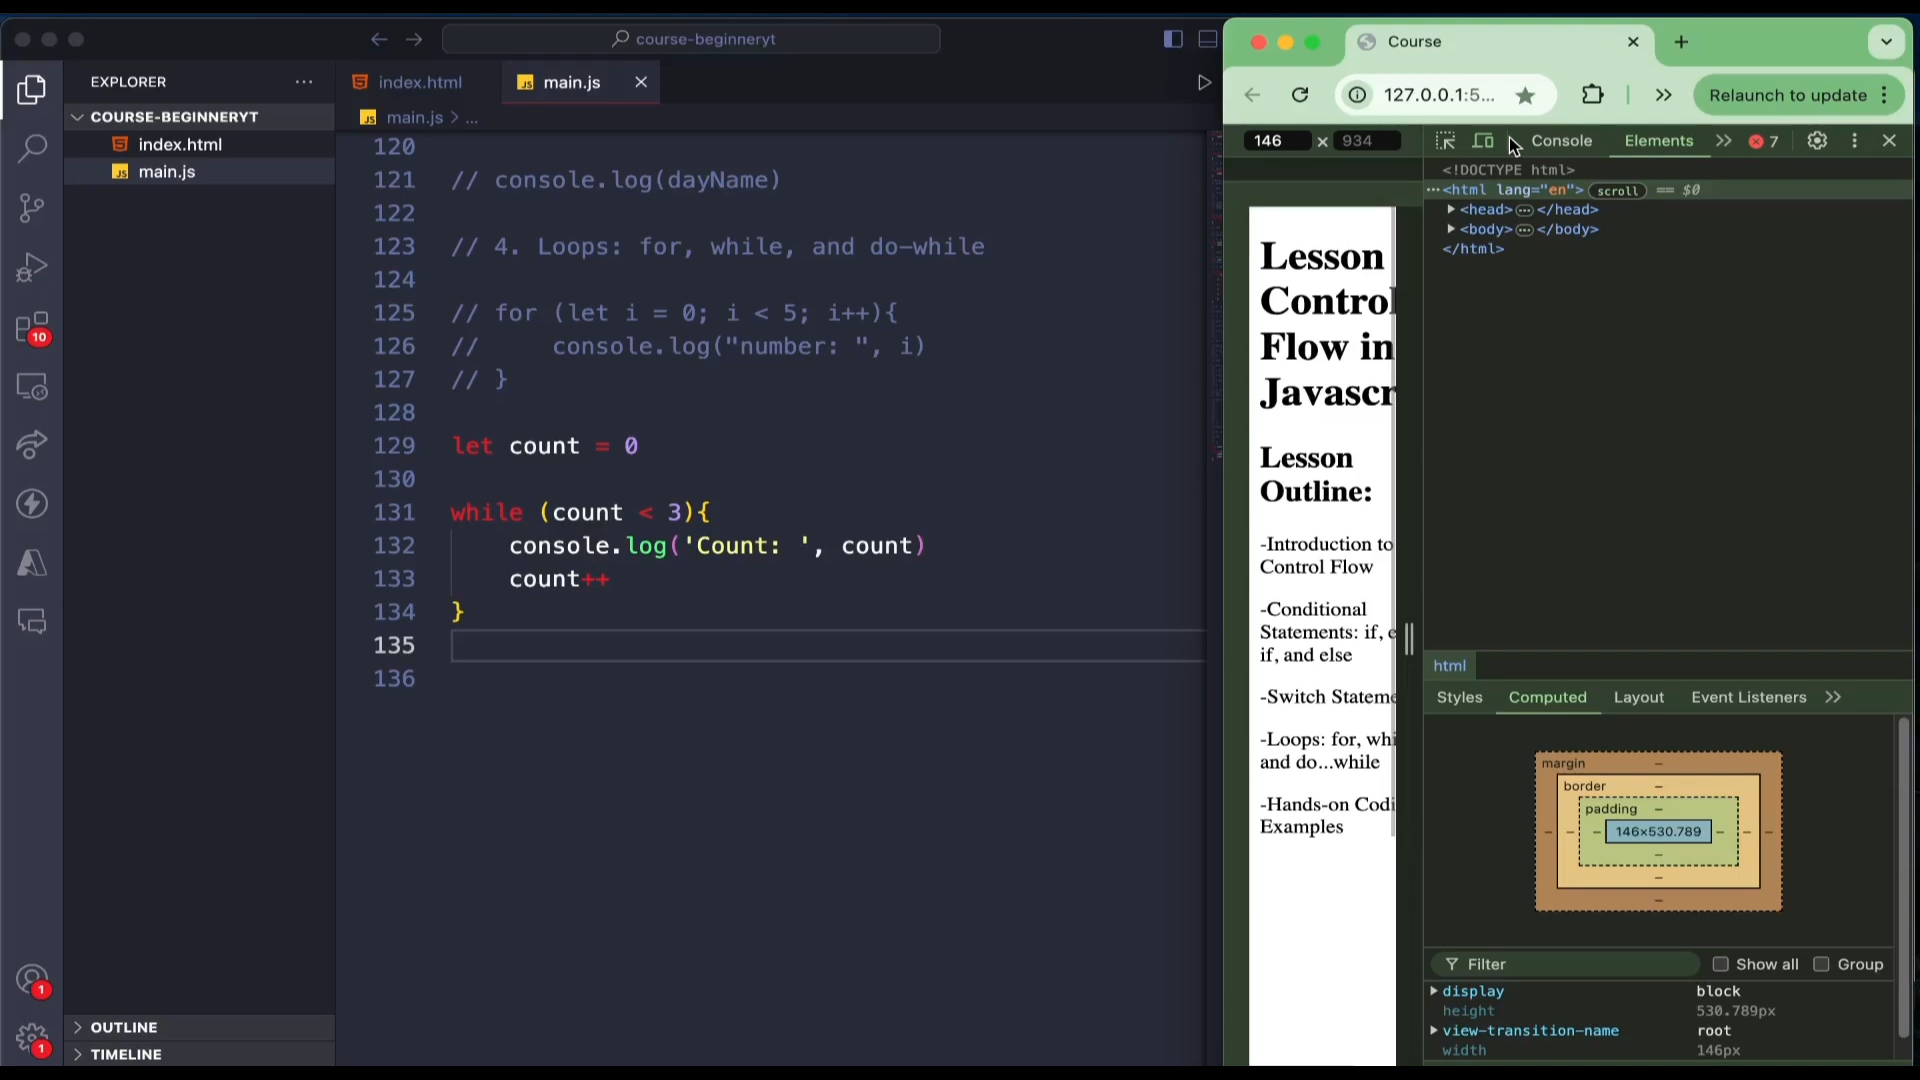 course-beginneryt
EXPLORER
COURSE-BEGINNERYT
index.html
main.js
OUTLINE
TIMELINE
10
1
1
index.html
JS main.js
JS main.js > ...
120
121 // console.log(dayName)
122
123 // 4. Loops: for, while, and do-while
124
125 // for (let i = 0; i < 5; i++){
126 //     console.log("number: ", i)
127 // }
128
129 let count = 0
130
131 while (count < 3){
132     console.log('Count: ', count)
133     count++
134 }
135
136
Course
127.0.0.1:5...
Relaunch to update
146 × 934
Console
Elements
7
Lesson
Control
Flow in
Javascr
Lesson
Outline:
-Introduction to
Control Flow
-Conditional
Statements: if, e
if, and else
-Switch Stateme
-Loops: for, whi
and do...while
-Hands-on Codi
Examples
<!DOCTYPE html>
<html lang="en"> scroll == $0
<head>...</head>
<body>...</body>
</html>
html
Styles Computed Layout Event Listeners
margin –
border –
padding –
146×530.789
Filter Show all Group
display block
height 530.789px
view-transition-name root
width 146px